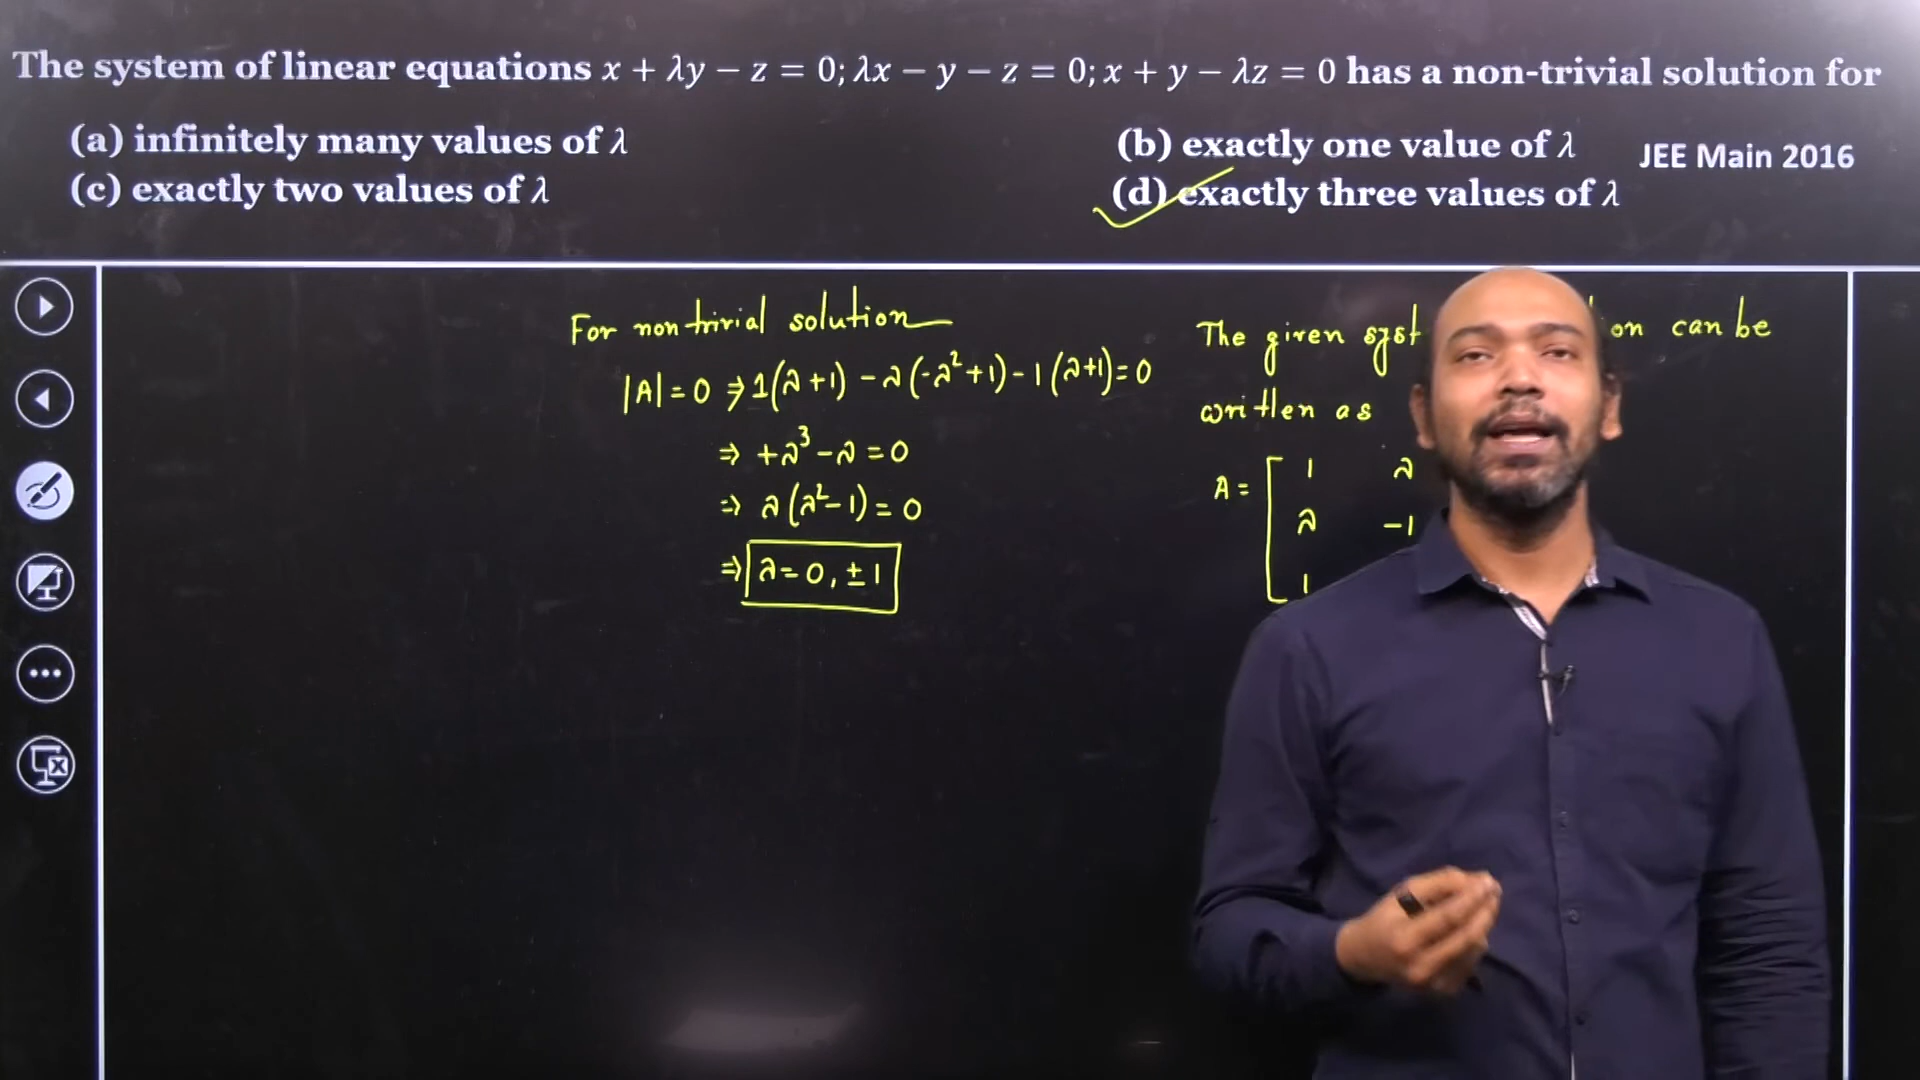 The system of linear equations x + λy − z = 0; λx − y − z = 0; x + y − λz = 0 has a non-trivial solution for
(a) infinitely many values of λ
(b) exactly one value of λ
JEE Main 2016
(c) exactly two values of λ
(d) exactly three values of λ
For non trivial solution
|A| = 0 ⇒ 1(λ+1) − λ(-λ²+1) − 1(λ+1) = 0
⇒ +λ³ − λ = 0
⇒ λ(λ²−1) = 0
⇒ λ = 0, ±1
The given syst on can be
written as
A = [ 1 λ
λ −1
1